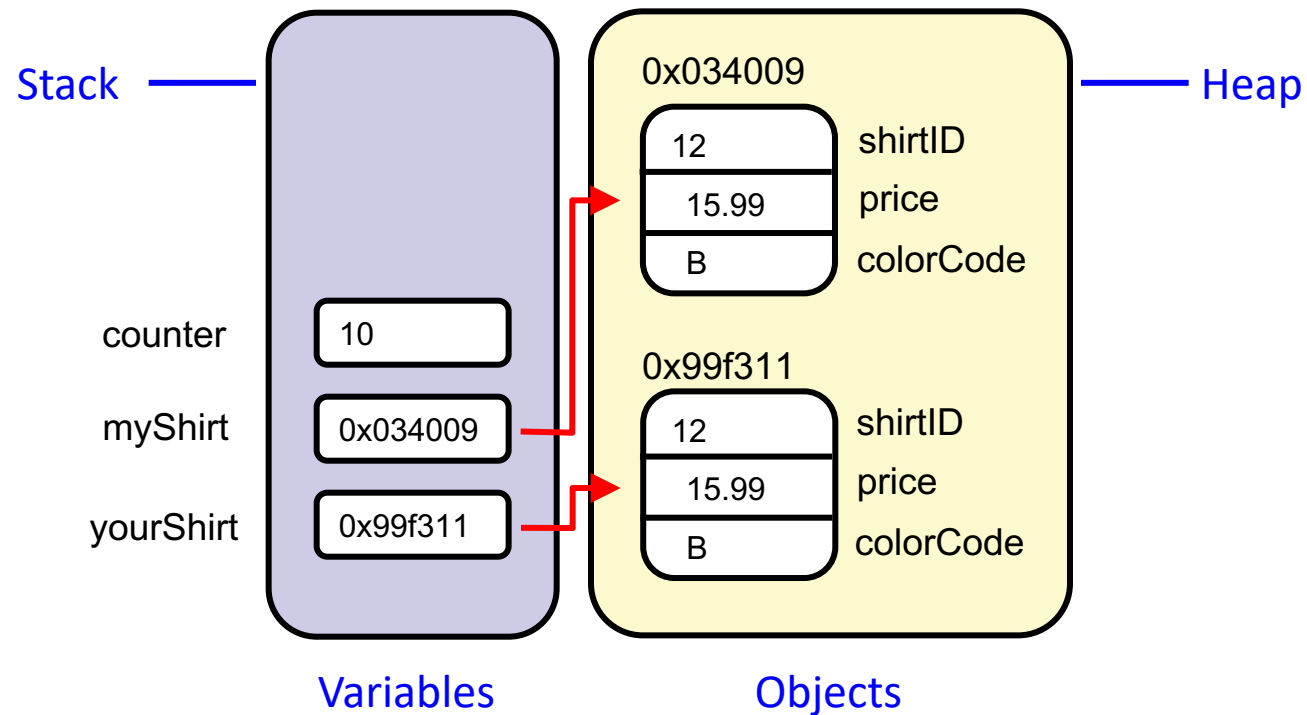 Stack
Heap
0x034009
12 shirtID
15.99 price
B colorCode
counter 10
0x99f311
myShirt 0x034009
12 shirtID
15.99 price
yourShirt 0x99f311
B colorCode
Variables
Objects